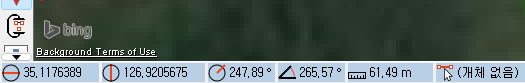 bing
Background Terms of Use
35,1176389 126,9205675 247,89 ° 265,57° 61,49 m (개체 없음)